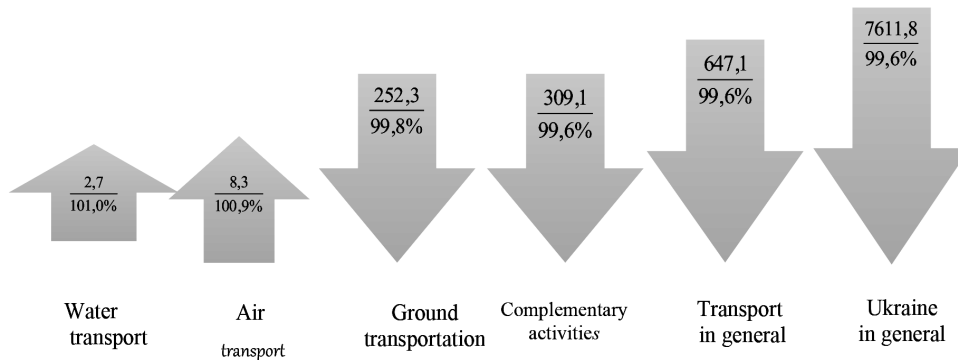 2,7
101,0%
8,3
100,9%
252,3
99,8%
309,1
99,6%
647,1
99,6%
7611,8
99,6%
Water
transport
Air
transport
Ground
transportation
Complementary
activities
Transport
in general
Ukraine
in general